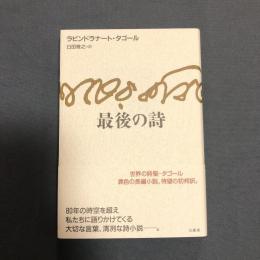 ラビンドラナート・タゴール
臼田雅之=訳
最後の詩
世界の詩聖=タゴール
異色の長編小説。待望の初邦訳。
80年の時空を超え
私たちに語りかけてくる
大切な言葉、清冽な詩小説——。